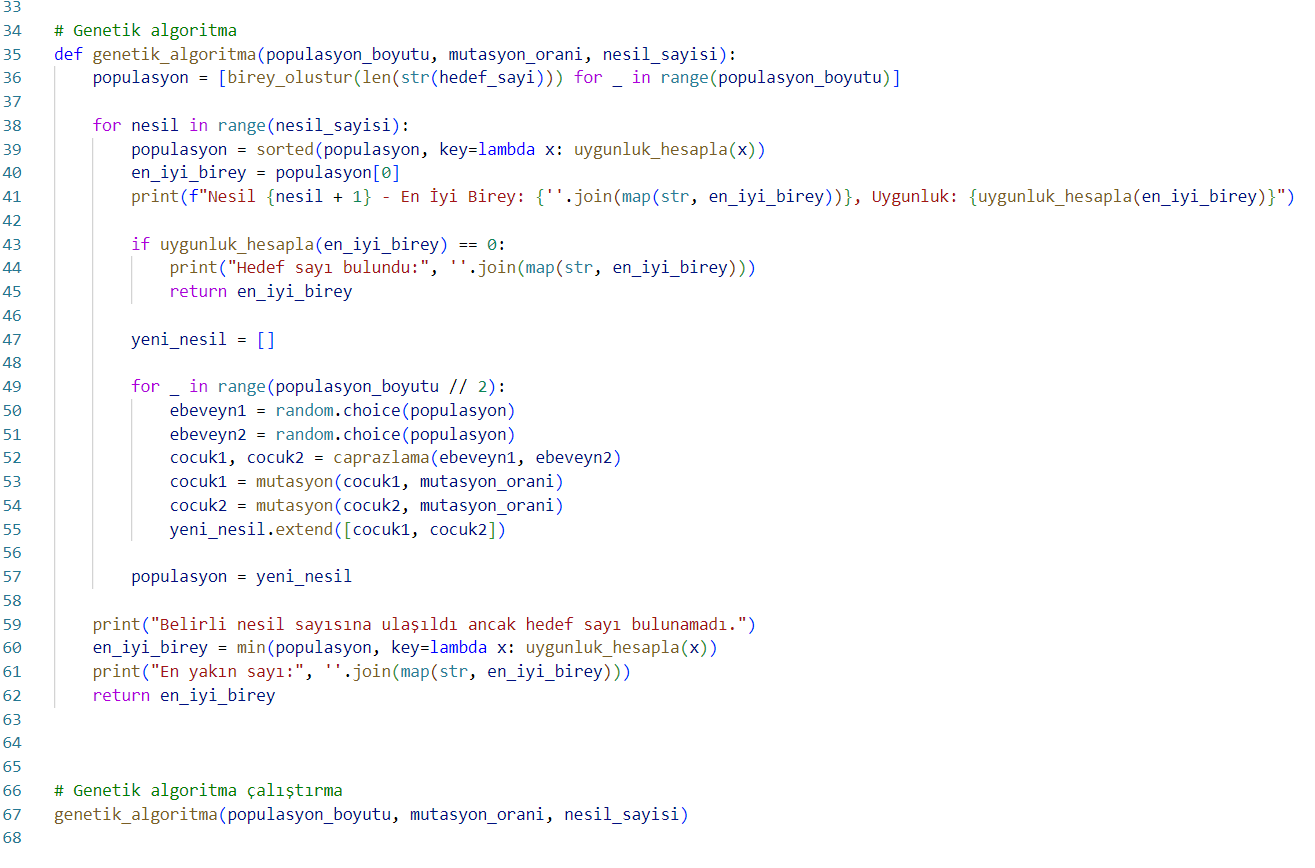 33
34 # Genetik algoritma
35 def genetik_algoritma(populasyon_boyutu, mutasyon_orani, nesil_sayisi):
36     populasyon = [birey_olustur(len(str(hedef_sayi))) for _ in range(populasyon_boyutu)]
37
38     for nesil in range(nesil_sayisi):
39         populasyon = sorted(populasyon, key=lambda x: uygunluk_hesapla(x))
40         en_iyi_birey = populasyon[0]
41         print(f"Nesil {nesil + 1} - En İyi Birey: {''.join(map(str, en_iyi_birey))}, Uygunluk: {uygunluk_hesapla(en_iyi_birey)}")
42
43         if uygunluk_hesapla(en_iyi_birey) == 0:
44             print("Hedef sayı bulundu:", ''.join(map(str, en_iyi_birey)))
45             return en_iyi_birey
46
47         yeni_nesil = []
48
49         for _ in range(populasyon_boyutu // 2):
50             ebeveyn1 = random.choice(populasyon)
51             ebeveyn2 = random.choice(populasyon)
52             cocuk1, cocuk2 = caprazlama(ebeveyn1, ebeveyn2)
53             cocuk1 = mutasyon(cocuk1, mutasyon_orani)
54             cocuk2 = mutasyon(cocuk2, mutasyon_orani)
55             yeni_nesil.extend([cocuk1, cocuk2])
56
57         populasyon = yeni_nesil
58
59     print("Belirli nesil sayısına ulaşıldı ancak hedef sayı bulunamadı.")
60     en_iyi_birey = min(populasyon, key=lambda x: uygunluk_hesapla(x))
61     print("En yakın sayı:", ''.join(map(str, en_iyi_birey)))
62     return en_iyi_birey
63
64
65
66 # Genetik algoritma çalıştırma
67 genetik_algoritma(populasyon_boyutu, mutasyon_orani, nesil_sayisi)
68